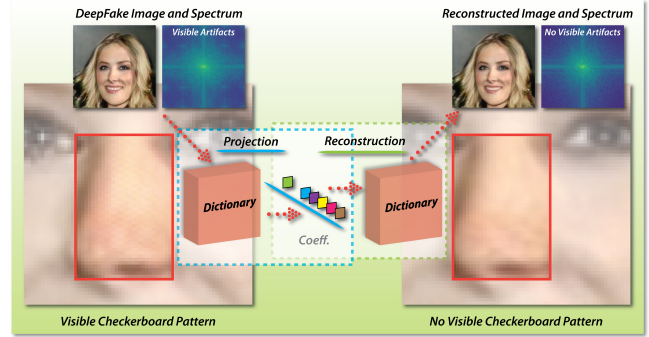 DeepFake Image and Spectrum
Reconstructed Image and Spectrum
Visible Artifacts
No Visible Artifacts
Projection
Reconstruction
Dictionary
Dictionary
Coeff.
Visible Checkerboard Pattern
No Visible Checkerboard Pattern